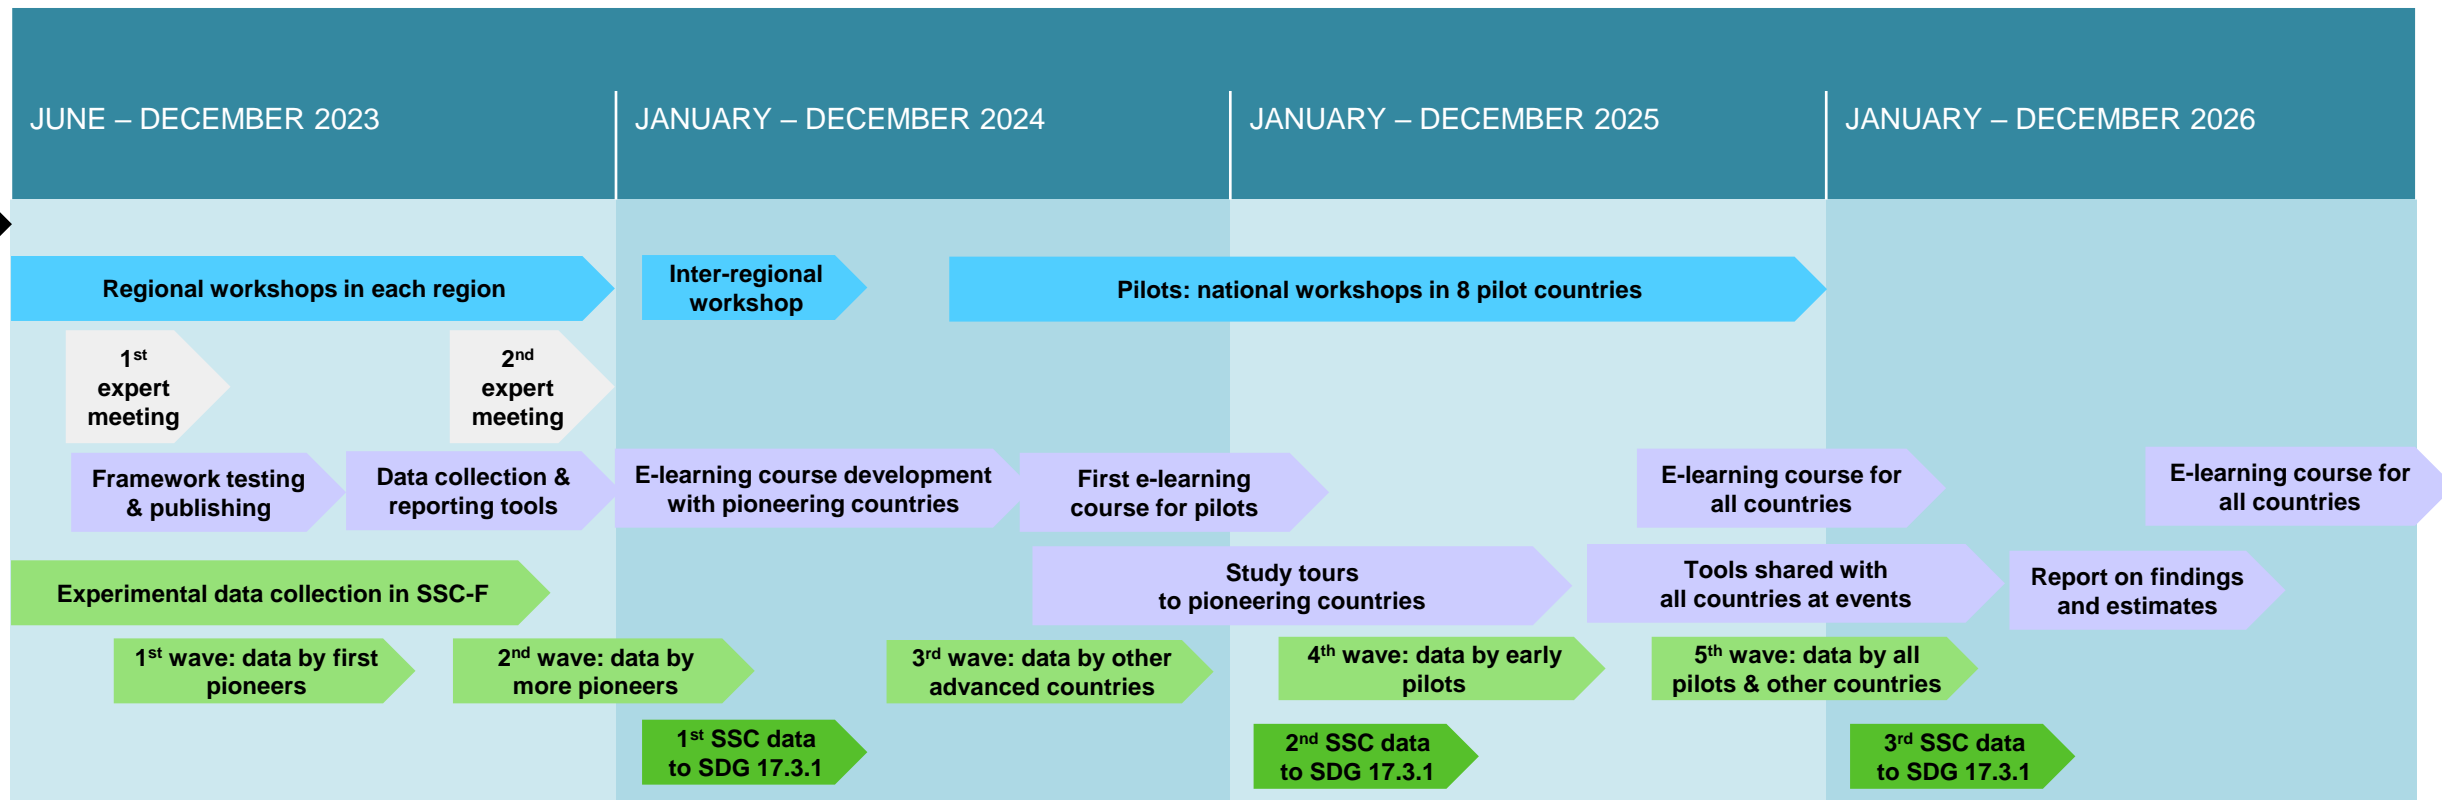 JUNE – DECEMBER 2023
JANUARY – DECEMBER 2024
JANUARY – DECEMBER 2025
JANUARY – DECEMBER 2026
Regional workshops in each region
Inter-regional
workshop
Pilots: national workshops in 8 pilot countries
1st
expert
meeting
2nd
expert
meeting
Framework testing
& publishing
Data collection &
reporting tools
E-learning course development
with pioneering countries
First e-learning
course for pilots
E-learning course for
all countries
E-learning course for
all countries
Experimental data collection in SSC-F
Study tours
to pioneering countries
Tools shared with
all countries at events
Report on findings
and estimates
1st wave: data by first
pioneers
2nd wave: data by
more pioneers
3rd wave: data by other
advanced countries
4th wave: data by early
pilots
5th wave: data by all
pilots & other countries
1st SSC data
to SDG 17.3.1
2nd SSC data
to SDG 17.3.1
3rd SSC data
to SDG 17.3.1